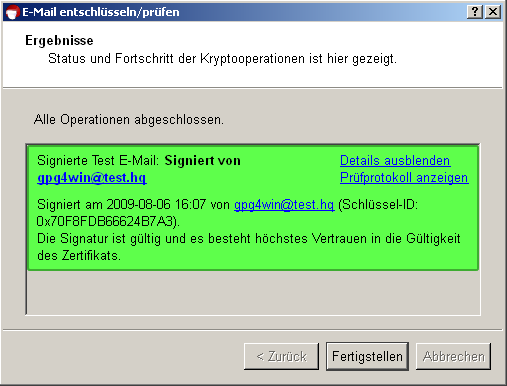 E-Mail entschlüsseln/prüfen
Ergebnisse
Status und Fortschritt der Kryptooperationen ist hier gezeigt.
Alle Operationen abgeschlossen.
Signierte Test E-Mail: Signiert von Details ausblenden
gpg4win@test.hq Prüfprotokoll anzeigen
Signiert am 2009-08-06 16:07 von gpg4win@test.hq (Schlüssel-ID:
0x70F8FDB66624B7A3).
Die Signatur ist gültig und es besteht höchstes Vertrauen in die Gültigkeit
des Zertifikats.
< Zurück Fertigstellen Abbrechen